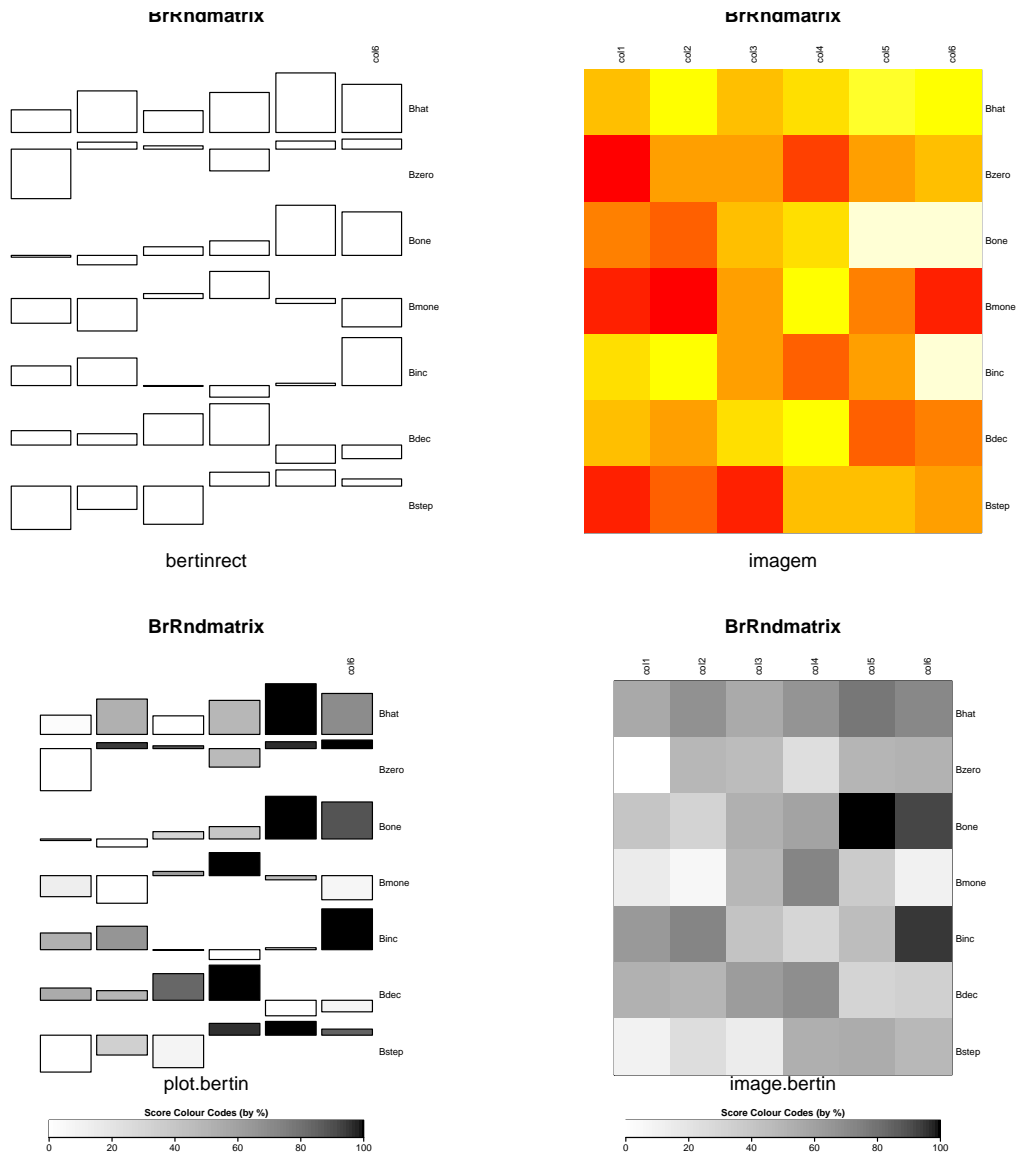 BrRndmatrix
col6
Bhat
Bzero
Bone
Bmone
Binc
Bdec
Bstep
bertinrect
BrRndmatrix
col1 col2 col3 col4 col5 col6
Bhat
Bzero
Bone
Bmone
Binc
Bdec
Bstep
imagem
BrRndmatrix
col6
Bhat
Bzero
Bone
Bmone
Binc
Bdec
Bstep
plot.bertin
Score Colour Codes (by %)
0 20 40 60 80 100
BrRndmatrix
col1 col2 col3 col4 col5 col6
Bhat
Bzero
Bone
Bmone
Binc
Bdec
Bstep
image.bertin
Score Colour Codes (by %)
0 20 40 60 80 100